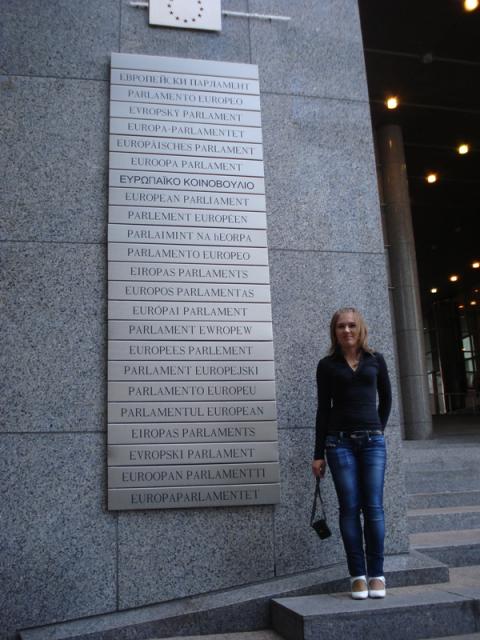 ЕВРОПЕЙСКИ ПАРЛАМЕНТ
PARLAMENTO EUROPEO
EVROPSKÝ PARLAMENT
EUROPA-PARLAMENTET
EUROPÄISCHES PARLAMENT
EUROOPA PARLAMENT
ΕΥΡΩΠΑΪΚΟ ΚΟΙΝΟΒΟΥΛΙΟ
EUROPEAN PARLIAMENT
PARLEMENT EUROPÉEN
PARLAIMINT NA hEORPA
PARLAMENTO EUROPEO
EIROPAS PARLAMENTS
EUROPOS PARLAMENTAS
EURÓPAI PARLAMENT
PARLAMENT EWROPEW
EUROPEES PARLEMENT
PARLAMENT EUROPEJSKI
PARLAMENTO EUROPEU
PARLAMENTUL EUROPEAN
EIROPAS PARLAMENTS
EVROPSKI PARLAMENT
EUROOPAN PARLAMENTTI
EUROPAPARLAMENTET